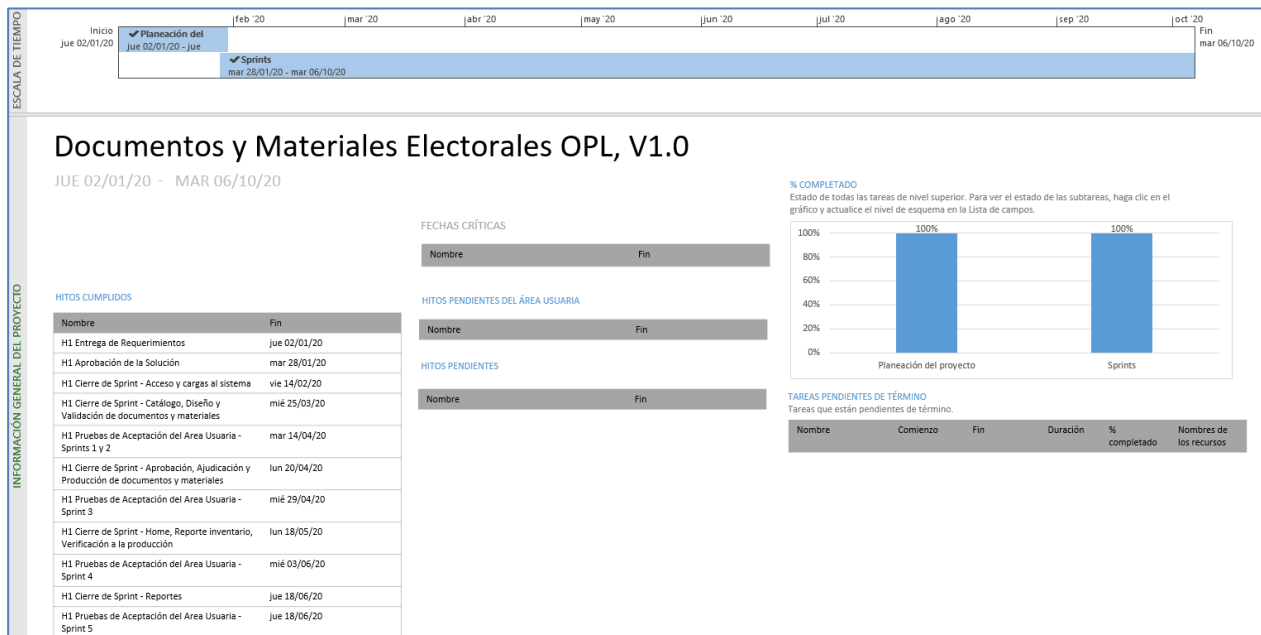 ESCALA DE TIEMPO
feb '20
mar '20
abr '20
may '20
jun '20
jul '20
ago '20
sep '20
oct '20
Inicio
jue 02/01/20
Planeación del
jue 02/01/20 - jue
Sprints
mar 28/01/20 - mar 06/10/20
Fin
mar 06/10/20
INFORMACIÓN GENERAL DEL PROYECTO
Documentos y Materiales Electorales OPL, V1.0
JUE 02/01/20 - MAR 06/10/20
HITOS CUMPLIDOS
Nombre Fin
H1 Entrega de Requerimientos jue 02/01/20
H1 Aprobación de la Solución mar 28/01/20
H1 Cierre de Sprint - Acceso y cargas al sistema vie 14/02/20
H1 Cierre de Sprint - Catálogo, Diseño y mié 25/03/20
Validación de documentos y materiales
H1 Pruebas de Aceptación del Area Usuaria - mar 14/04/20
Sprints 1 y 2
H1 Cierre de Sprint - Aprobación, Ajudicación y lun 20/04/20
Producción de documentos y materiales
H1 Pruebas de Aceptación del Area Usuaria - mié 29/04/20
Sprint 3
H1 Cierre de Sprint - Home, Reporte inventario, lun 18/05/20
Verificación a la producción
H1 Pruebas de Aceptación del Area Usuaria - mié 03/06/20
Sprint 4
H1 Cierre de Sprint - Reportes jue 18/06/20
H1 Pruebas de Aceptación del Area Usuaria - jue 18/06/20
Sprint 5
FECHAS CRÍTICAS
Nombre Fin
HITOS PENDIENTES DEL ÁREA USUARIA
Nombre Fin
HITOS PENDIENTES
Nombre Fin
% COMPLETADO
Estado de todas las tareas de nivel superior. Para ver el estado de las subtareas, haga clic en el
gráfico y actualice el nivel de esquema en la Lista de campos.
100%
80%
60%
40%
20%
0%
100% 100%
Planeación del proyecto Sprints
TAREAS PENDIENTES DE TÉRMINO
Tareas que están pendientes de término.
Nombre Comienzo Fin Duración % Nombres de
completado los recursos